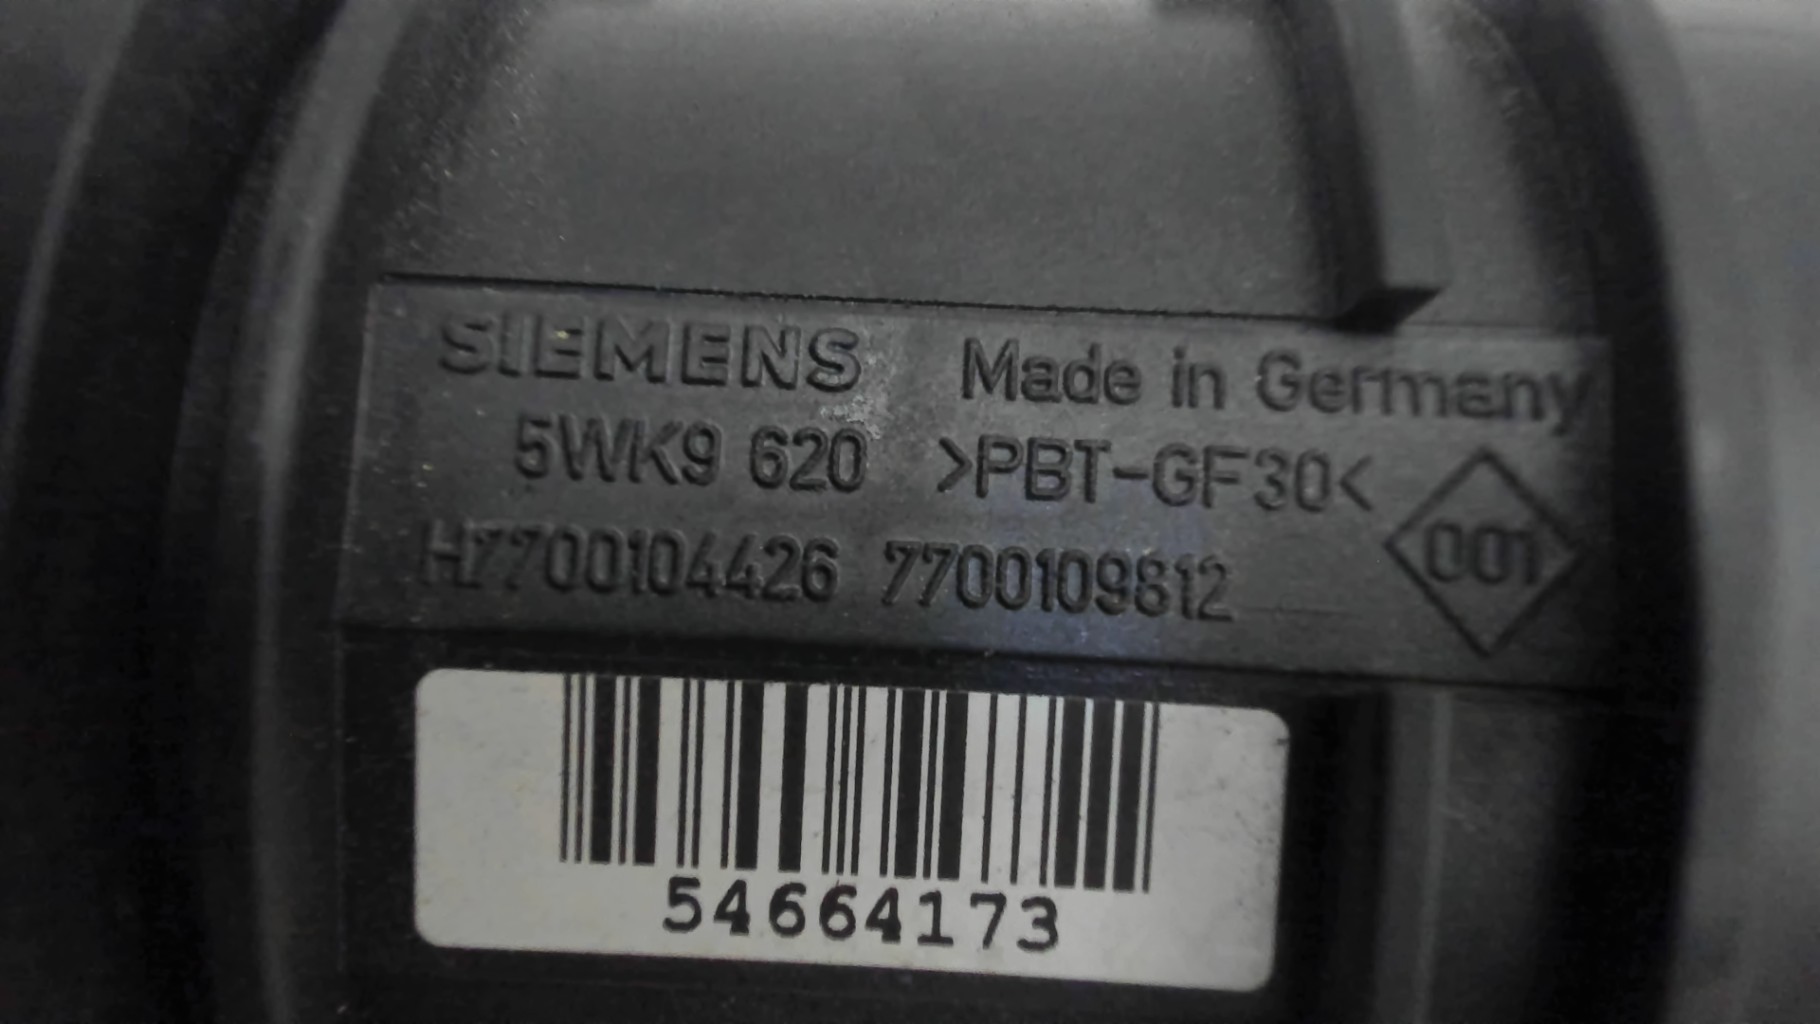 SIEMENS Made in Germany
5WK9 620 >PBT-GF30<
001
H7700104426 7700109812
54664173